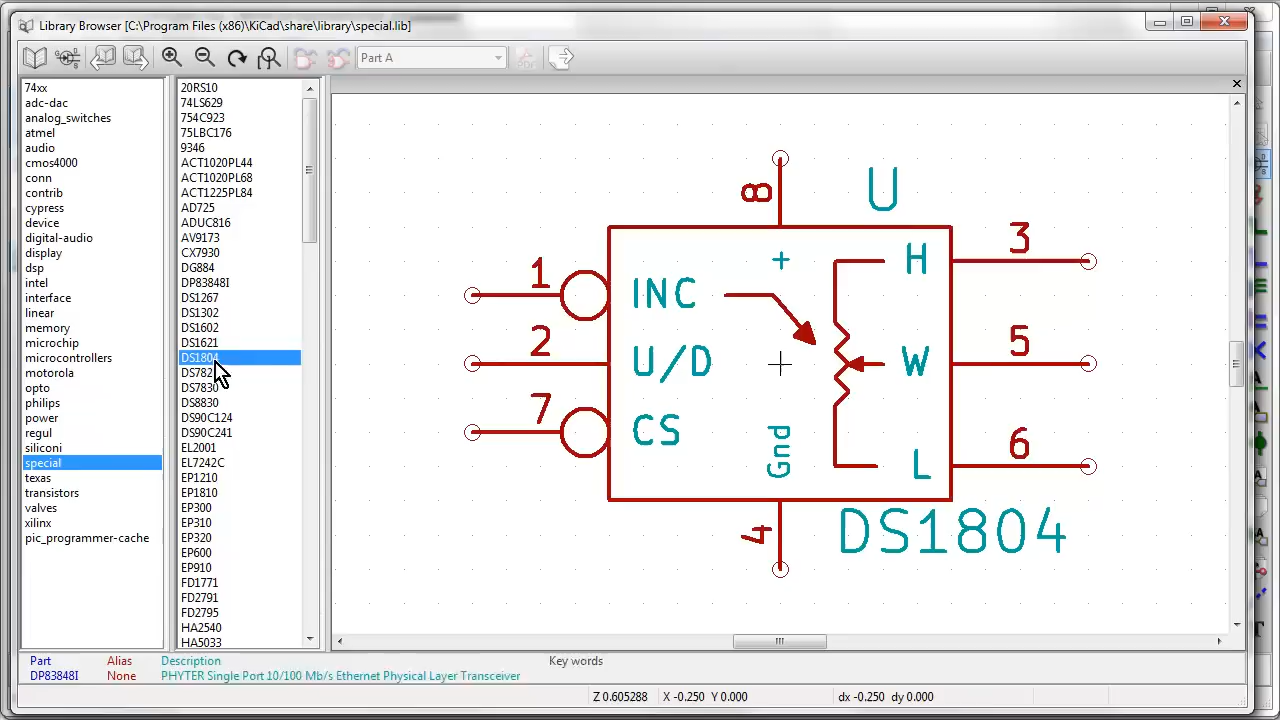 Library Browser [C:\Program Files (x86)\KiCad\share\library\special.lib]
Part A
74xx
adc-dac
analog_switches
atmel
audio
cmos4000
conn
contrib
cypress
device
digital-audio
display
dsp
intel
interface
linear
memory
microchip
microcontrollers
motorola
opto
philips
power
regul
siliconi
special
texas
transistors
valves
xilinx
pic_programmer-cache
20RS10
74LS629
754C923
75LBC176
9346
ACT1020PL44
ACT1020PL68
ACT1225PL84
AD725
ADUC816
AV9173
CX7930
DG884
DP83848I
DS1267
DS1302
DS1602
DS1621
DS1804
DS7830
DS8830
DS90C124
DS90C241
EL2001
EL7242C
EP1210
EP1810
EP300
EP310
EP320
EP600
EP910
FD1771
FD2791
FD2795
HA2540
HA5033
8
U
1
INC
+
H
3
2
U/D
W
5
7
CS
Gnd
L
6
4
DS1804
Part Alias Description Key words
DP83848I None PHYTER Single Port 10/100 Mb/s Ethernet Physical Layer Transceiver
Z 0.605288 X -0.250 Y 0.000 dx -0.250 dy 0.000